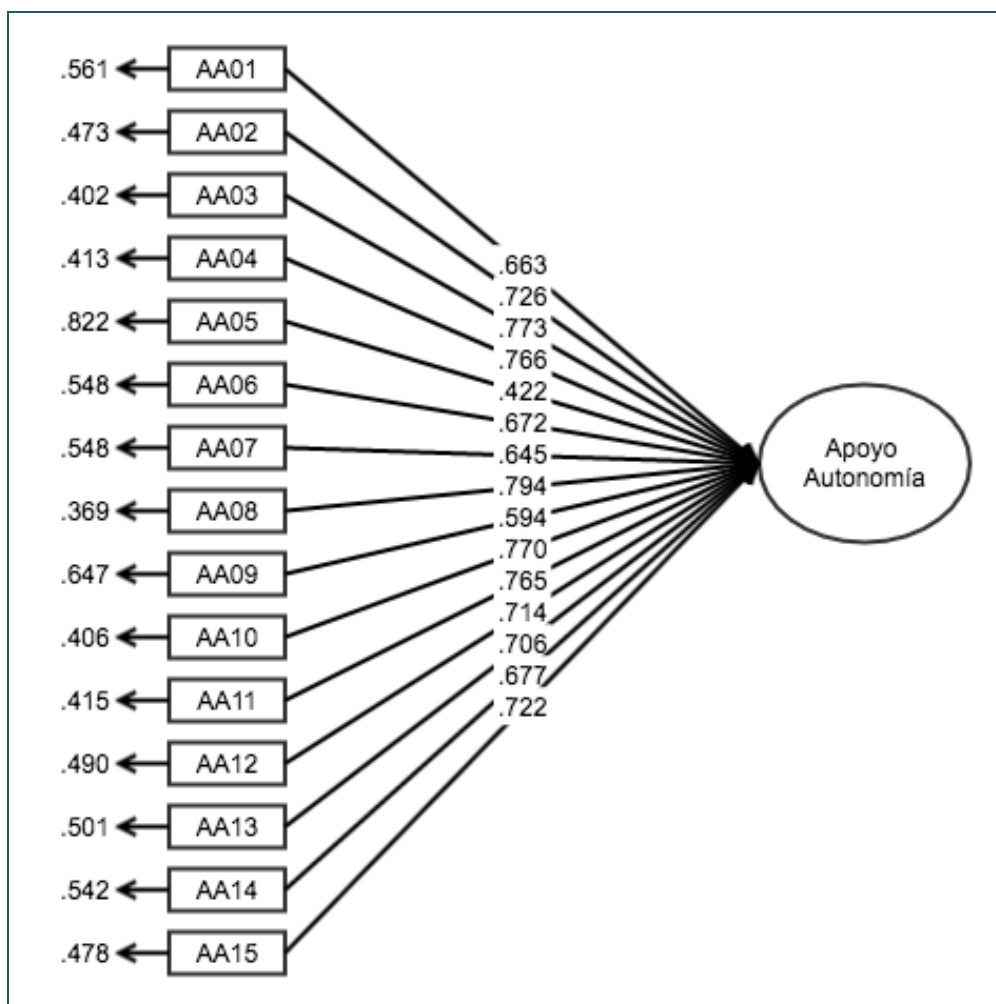 .561 AA01
.473 AA02
.402 AA03
.413 AA04
.822 AA05
.548 AA06
.548 AA07
.369 AA08
.647 AA09
.406 AA10
.415 AA11
.490 AA12
.501 AA13
.542 AA14
.478 AA15
.663
.726
.773
.766
.422
.672
.645
.794
.594
.770
.765
.714
.706
.677
.722
Apoyo
Autonomía